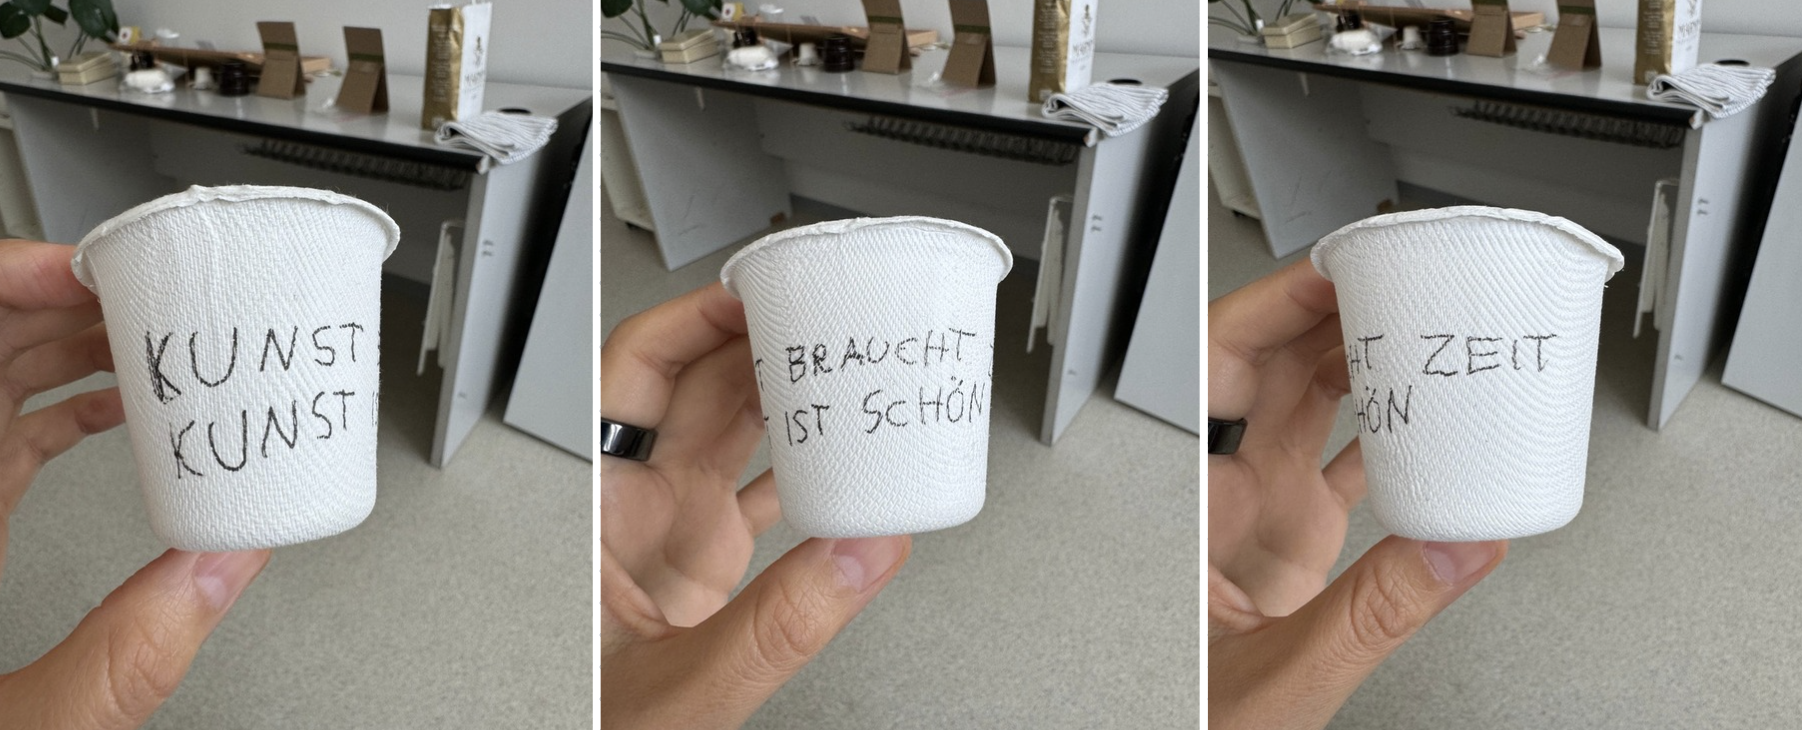 KUNST BRAUCHT ZEIT
KUNST IST SCHÖN